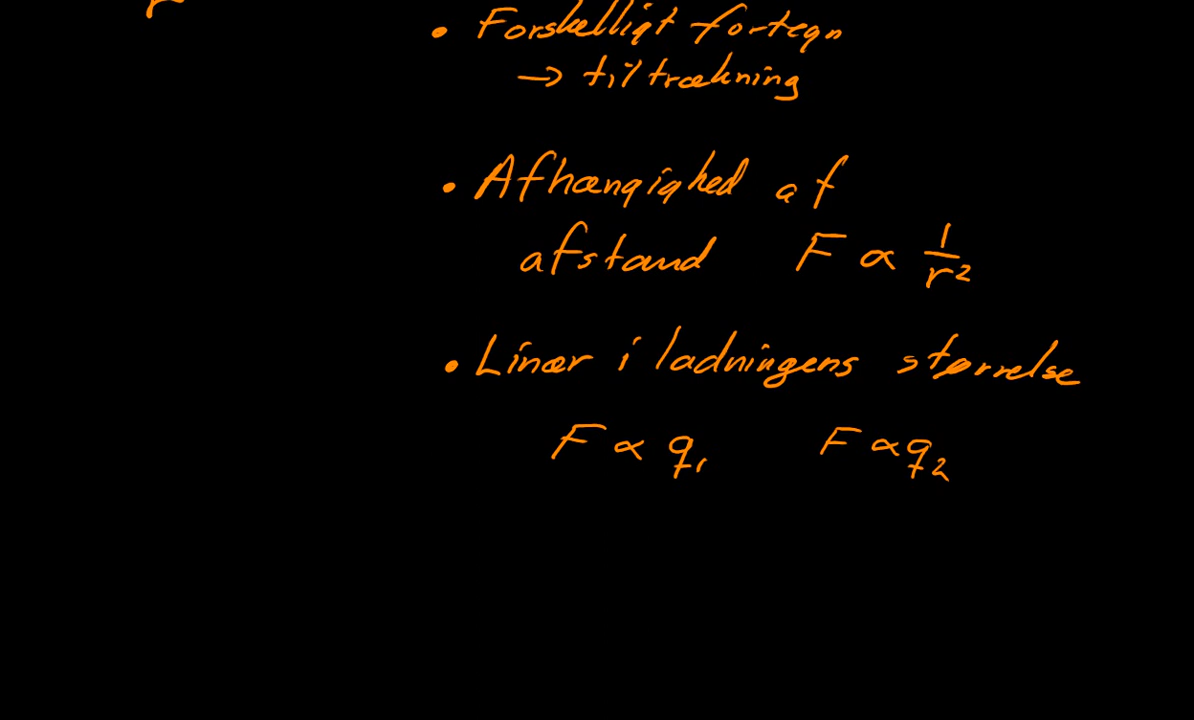 • Forskelligt fortegn
→ tiltrækning
• Afhængighed af
afstand F ∝ 1/r²
• Linær i ladningens størrelse
F ∝ q₁ F ∝ q₂